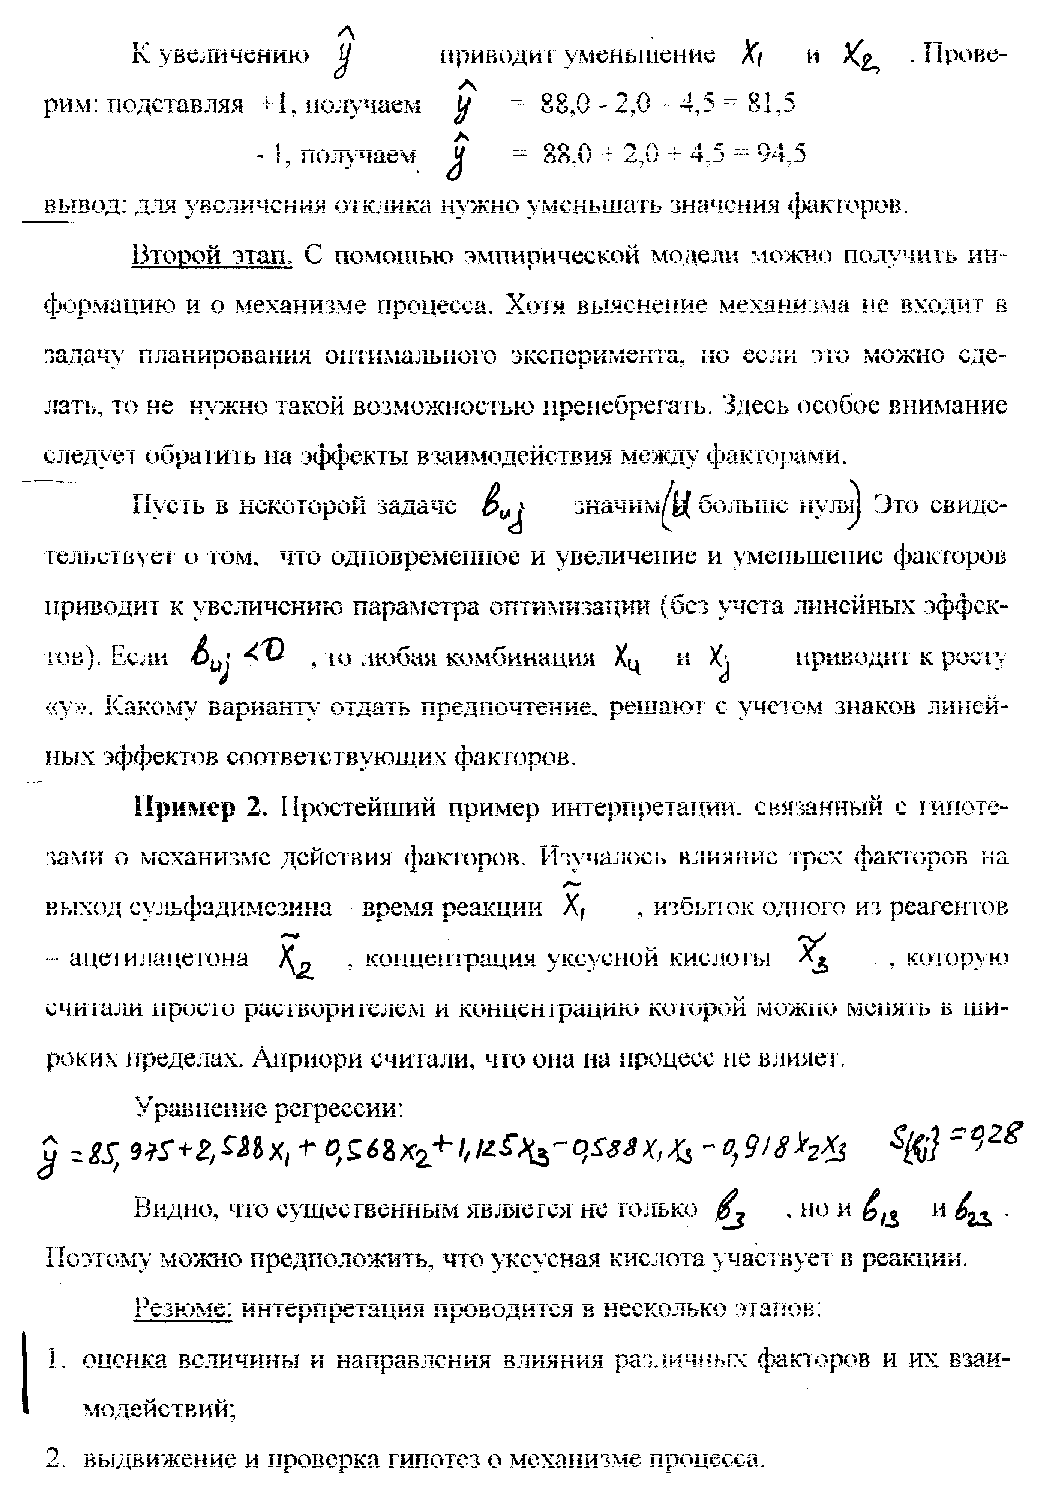 К увеличению ŷ приводит уменьшение X₁ и X₂ . Прове-
рим: подставляя +1, получаем ŷ = 88,0 - 2,0 - 4,5 = 81,5
- 1, получаем ŷ = 88,0 + 2,0 + 4,5 = 94,5
вывод: для увеличения отклика нужно уменьшать значения факторов.
Второй этап. С помощью эмпирической модели можно получить ин-
формацию и о механизме процесса. Хотя выяснение механизма не входит в
задачу планирования оптимального эксперимента, но если это можно сде-
лать, то не нужно такой возможностью пренебрегать. Здесь особое внимание
следует обратить на эффекты взаимодействия между факторами.
Пусть в некоторой задаче bиj значим (и больше нуля) Это свиде-
тельствует о том, что одновременное и увеличение и уменьшение факторов
приводит к увеличению параметра оптимизации (без учета линейных эффек-
тов). Если bиj <0 , то любая комбинация Xи и Xj приводит к росту
«у». Какому варианту отдать предпочтение, решают с учетом знаков линей-
ных эффектов соответствующих факторов.
Пример 2. Простейший пример интерпретации, связанный с гипоте-
зами о механизме действия факторов. Изучалось влияние трех факторов на
выход сульфадимезина - время реакции X̃₁ , избыток одного из реагентов
– ацетилацетона X̃₂ , концентрация уксусной кислоты X̃₃ , которую
считали просто растворителем и концентрацию которой можно менять в ши-
роких пределах. Априори считали, что она на процесс не влияет.
Уравнение регрессии:
ŷ = 85,975+2,588X₁ + 0,568X₂ + 1,125X₃ - 0,588X₁X₃ - 0,918X₂X₃ S{bj} = 0,28
Видно, что существенным является не только b₃ , но и b₁₃ и b₂₃ .
Поэтому можно предположить, что уксусная кислота участвует в реакции.
Резюме: интерпретация проводится в несколько этапов:
1. оценка величины и направления влияния различных факторов и их взаи-
модействий;
2. выдвижение и проверка гипотез о механизме процесса.